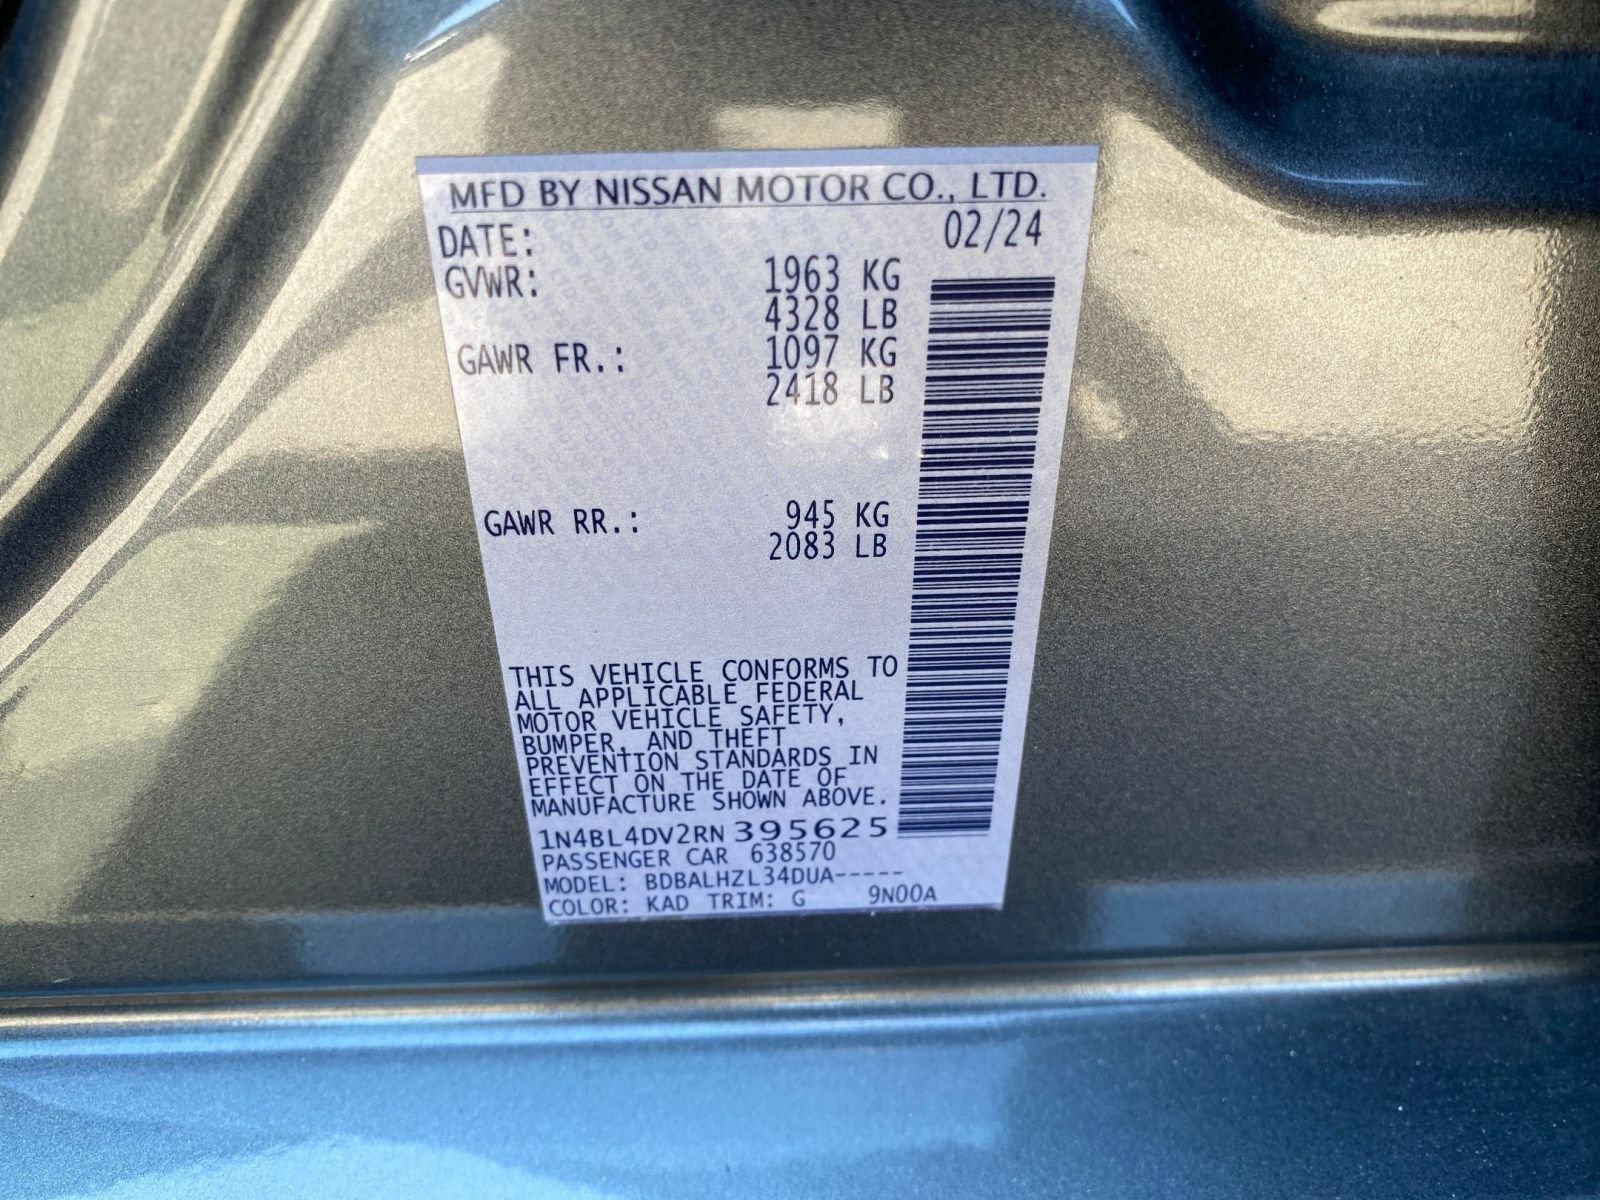 MFD BY NISSAN MOTOR CO., LTD.
DATE: 02/24
GVWR: 1963 KG
4328 LB
GAWR FR.: 1097 KG
2418 LB
GAWR RR.: 945 KG
2083 LB
THIS VEHICLE CONFORMS TO
ALL APPLICABLE FEDERAL
MOTOR VEHICLE SAFETY,
BUMPER, AND THEFT
PREVENTION STANDARDS IN
EFFECT ON THE DATE OF
MANUFACTURE SHOWN ABOVE.
1N4BL4DV2RN395625
PASSENGER CAR 638570
MODEL: BDBALHZL34DUA-----
COLOR: KAD TRIM: G 9N00A